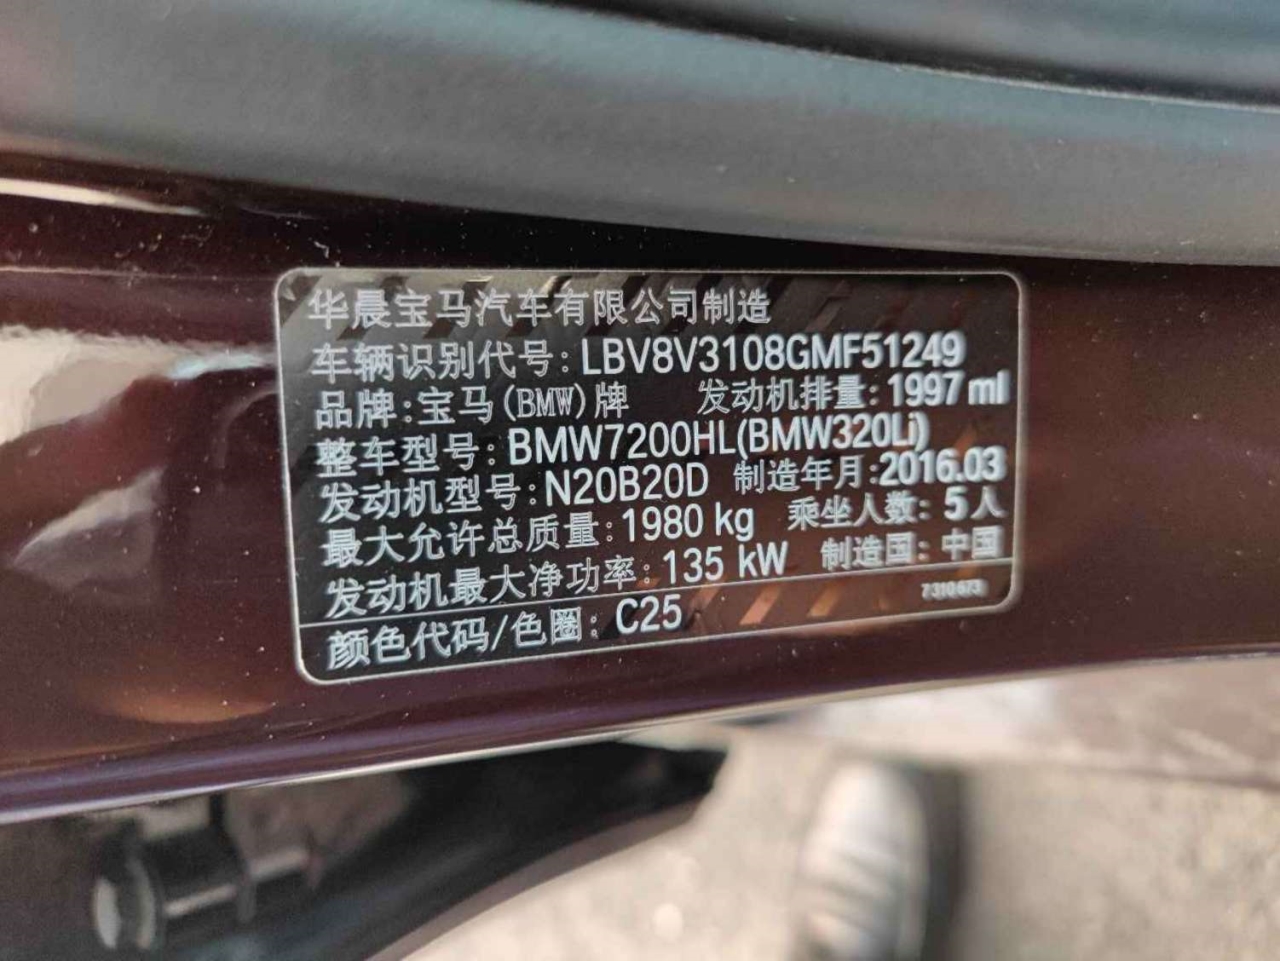 华晨宝马汽车有限公司制造
车辆识别代号: LBV8V3108GMF51249
品牌: 宝马(BMW)牌 发动机排量: 1997 ml
整车型号: BMW7200HL(BMW320Li)
发动机型号: N20B20D 制造年月: 2016.03
最大允许总质量: 1980 kg 乘坐人数: 5人
发动机最大净功率: 135 kW 制造国: 中国
颜色代码/色圈: C25 7310673